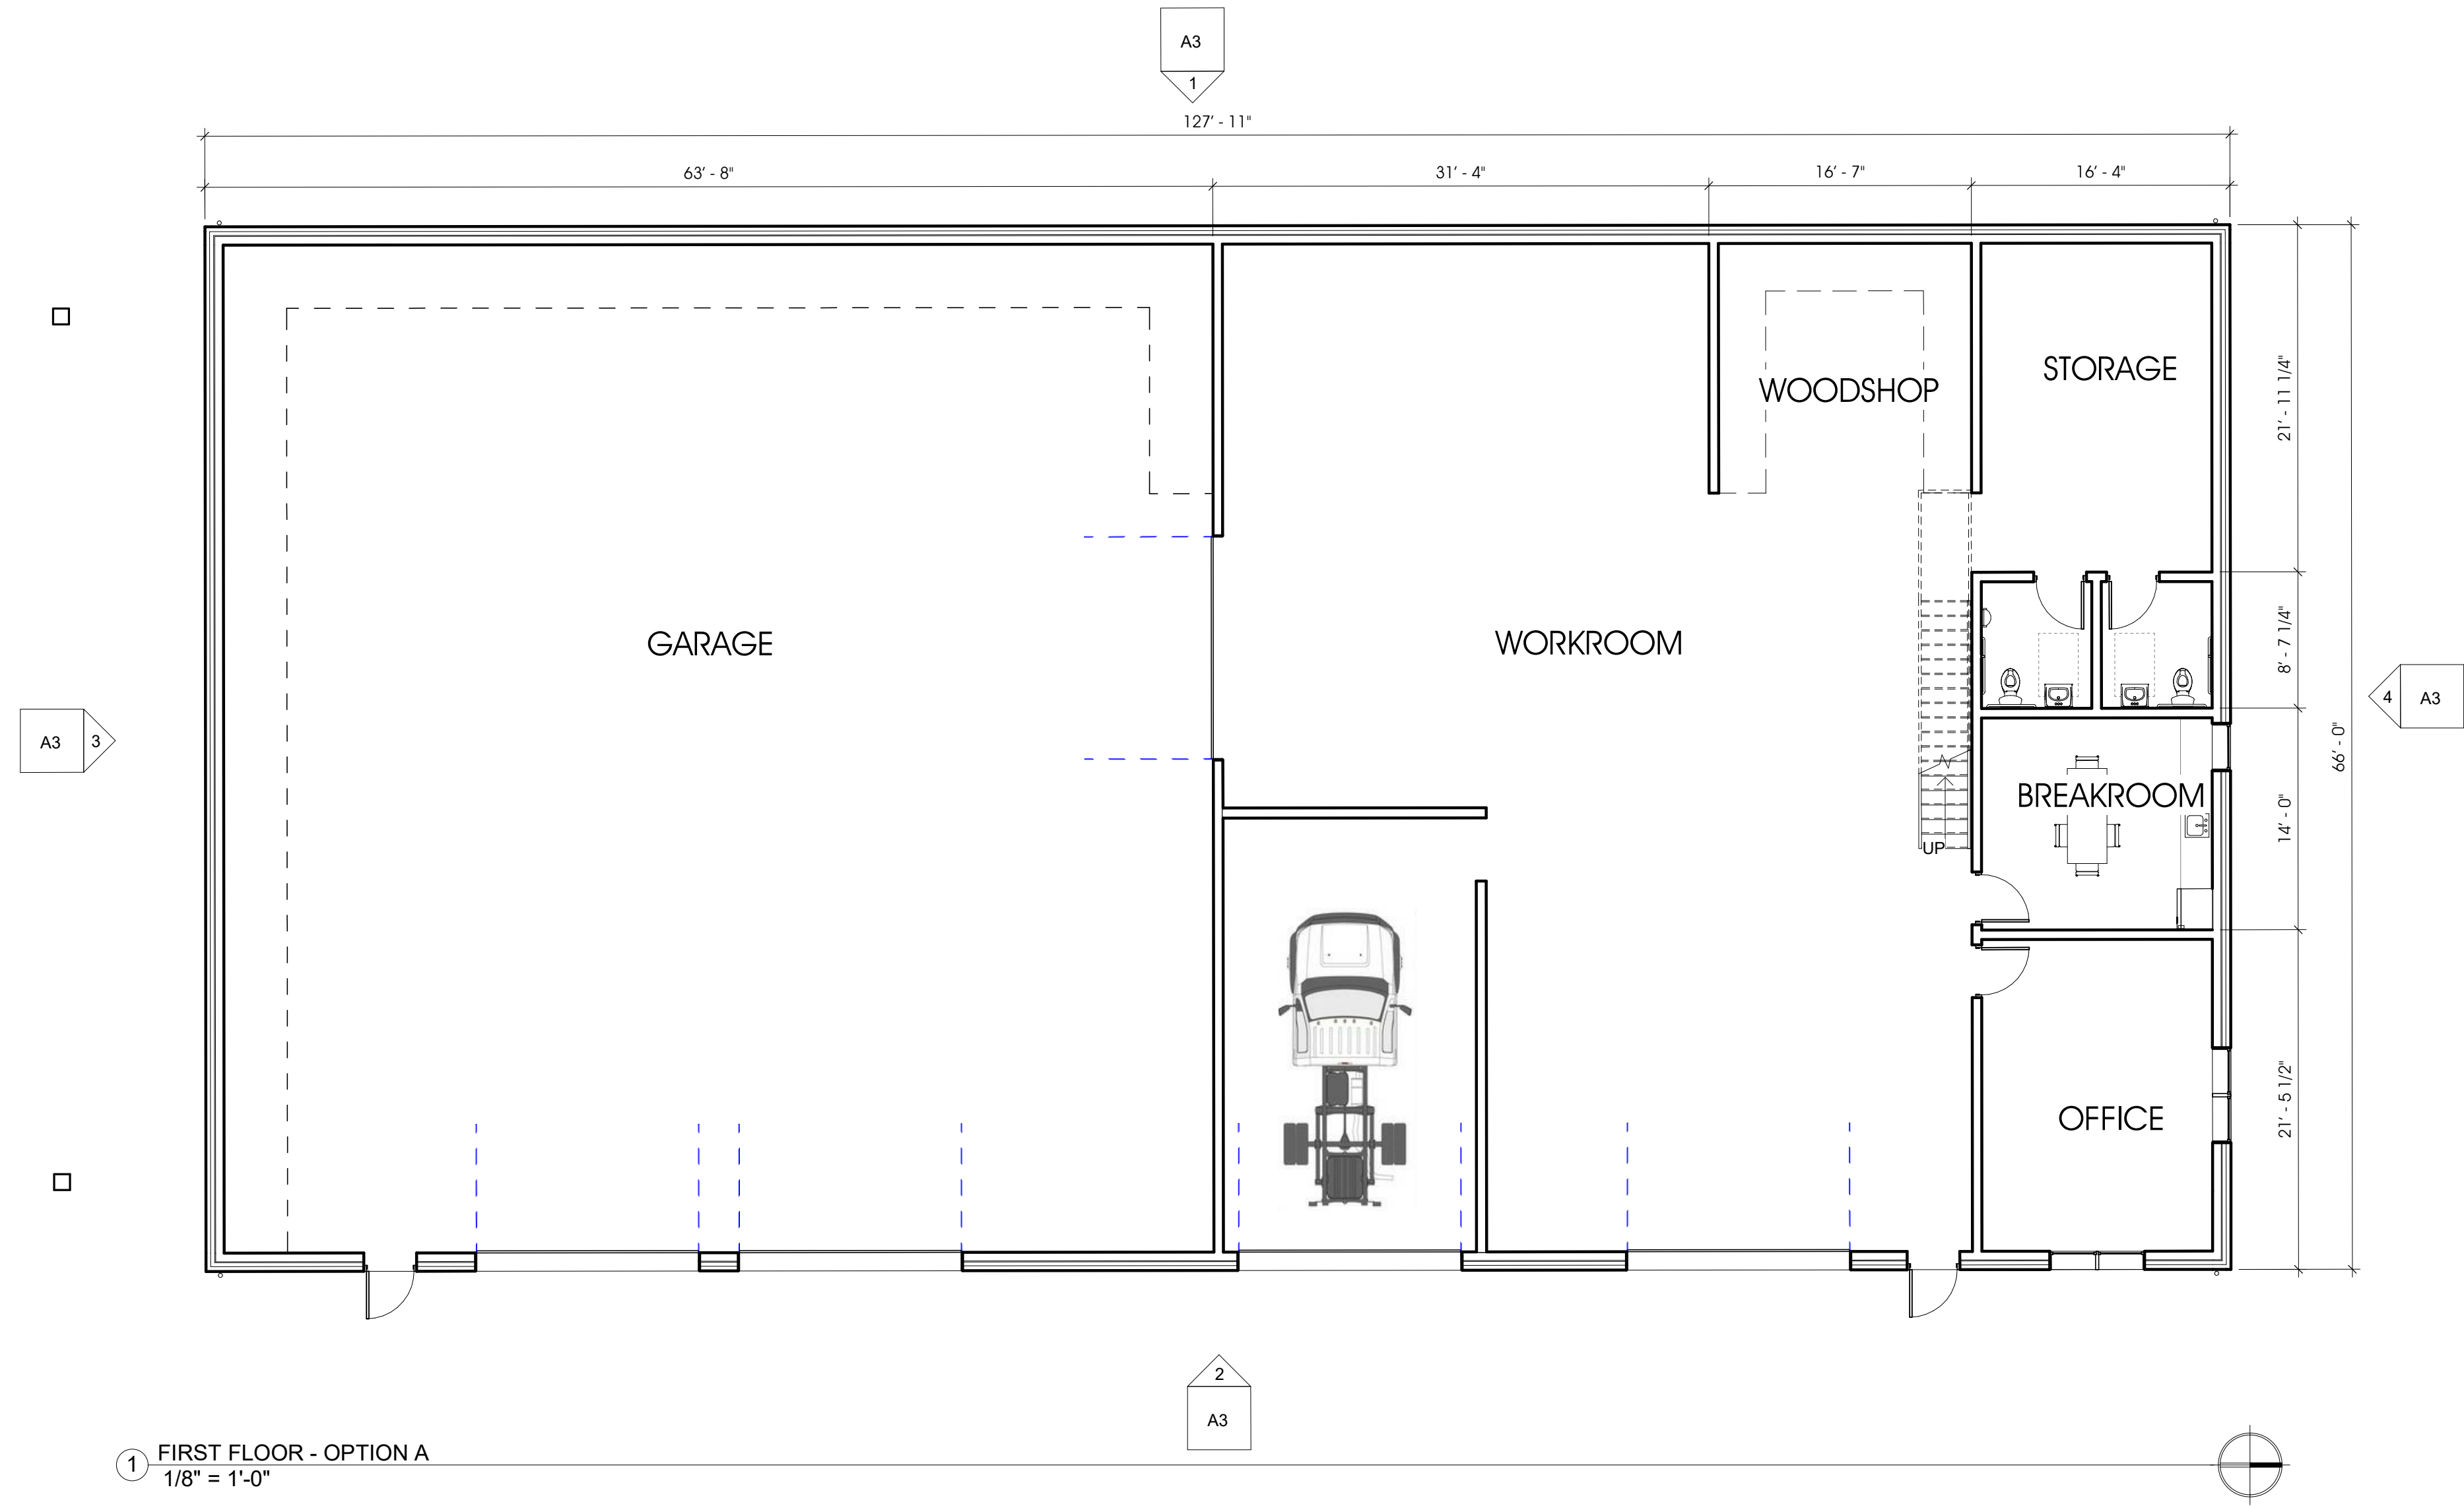 A3
1
127' - 11"
63' - 8"
31' - 4"
16' - 7"
16' - 4"
STORAGE
WOODSHOP
21' - 11 1/4"
GARAGE
WORKROOM
8' - 7 1/4"
A3
3
4
A3
66' - 0"
BREAKROOM
14' - 0"
UP
OFFICE
21' - 5 1/2"
2
A3
1
FIRST FLOOR - OPTION A
1/8" = 1'-0"